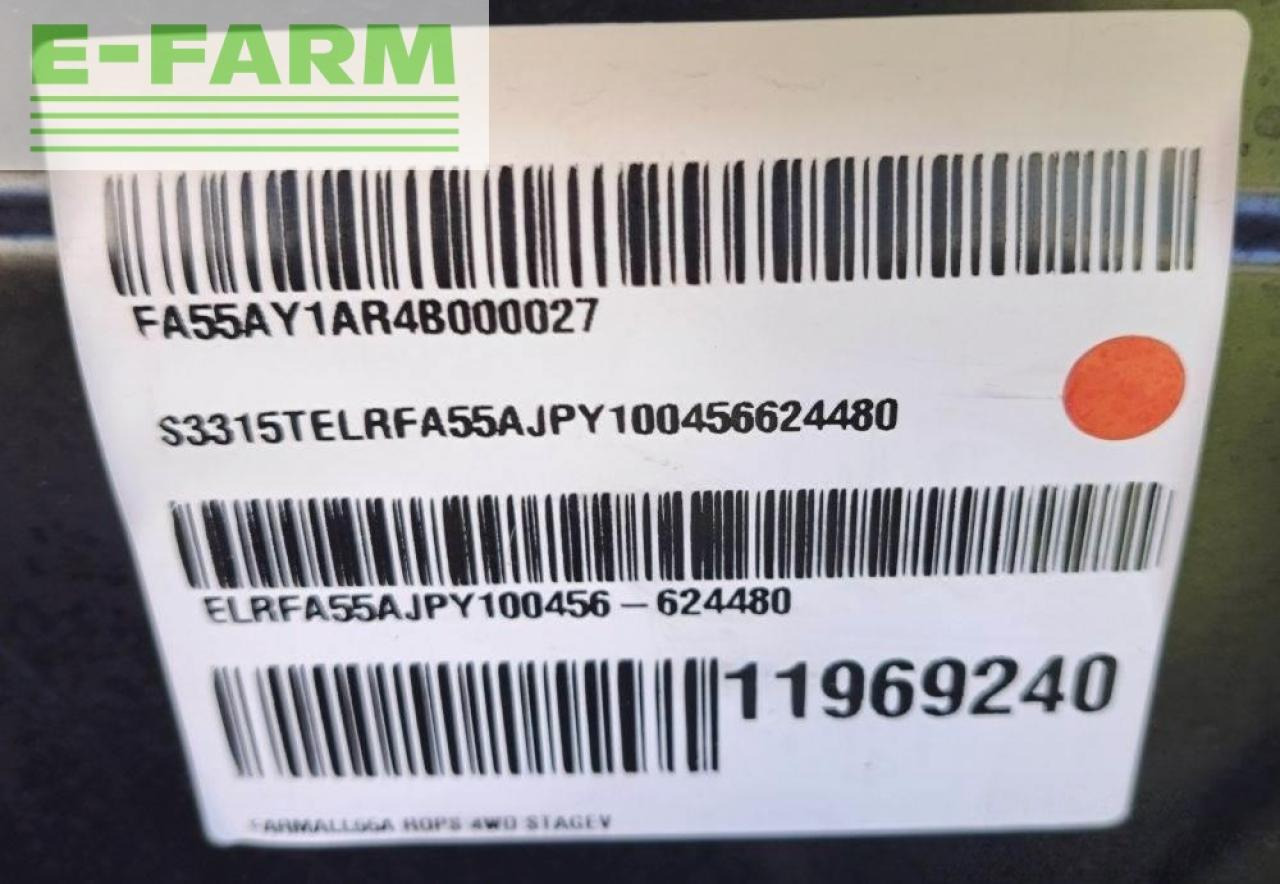 E-FARM
FA55AY1AR4B000027
S3315TELRFA55AJPY100456624480
ELRFA55AJPY100456 – 624480
11969240
FARMALL55A ROPS 4WD STAGEV